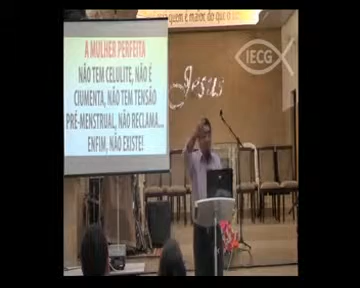 quem é maior do que o
IECG
A MULHER PERFEITA
NÃO TEM CELULITE, NÃO É
CIUMENTA, NÃO TEM TENSÃO
PRÉ-MENSTRUAL, NÃO RECLAMA...
ENFIM, NÃO EXISTE!
Jesus